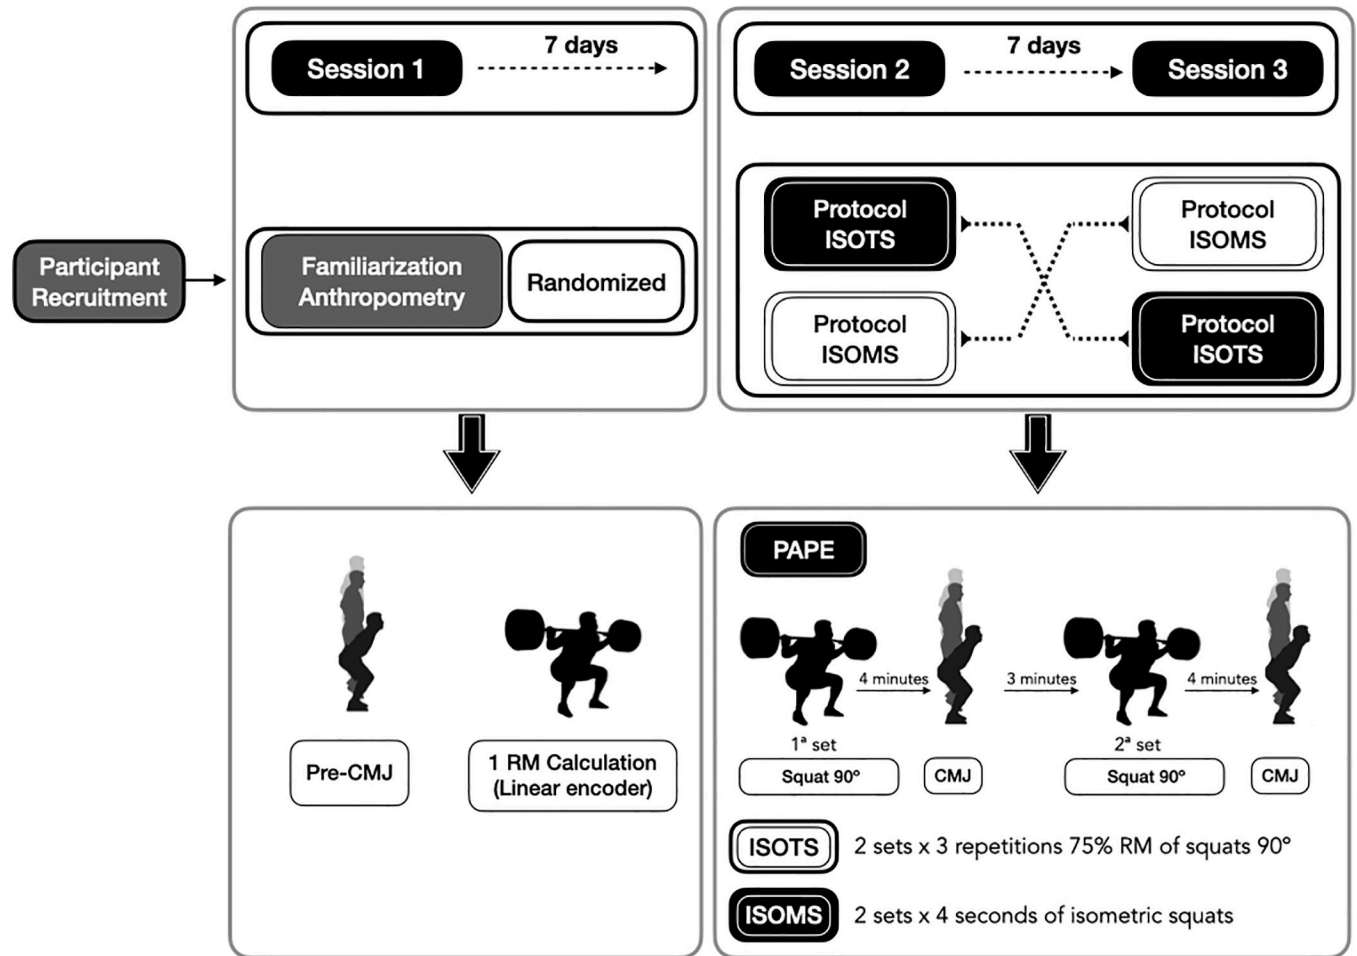 Session 1
7 days
Session 2
7 days
Session 3
Participant
Recruitment
Familiarization
Anthropometry
Randomized
Protocol
ISOTS
Protocol
ISOMS
Protocol
ISOMS
Protocol
ISOTS
Pre-CMJ
1 RM Calculation
(Linear encoder)
PAPE
4 minutes
3 minutes
4 minutes
1ª set
2ª set
Squat 90º
CMJ
Squat 90º
CMJ
ISOTS
2 sets x 3 repetitions 75% RM of squats 90º
ISOMS
2 sets x 4 seconds of isometric squats